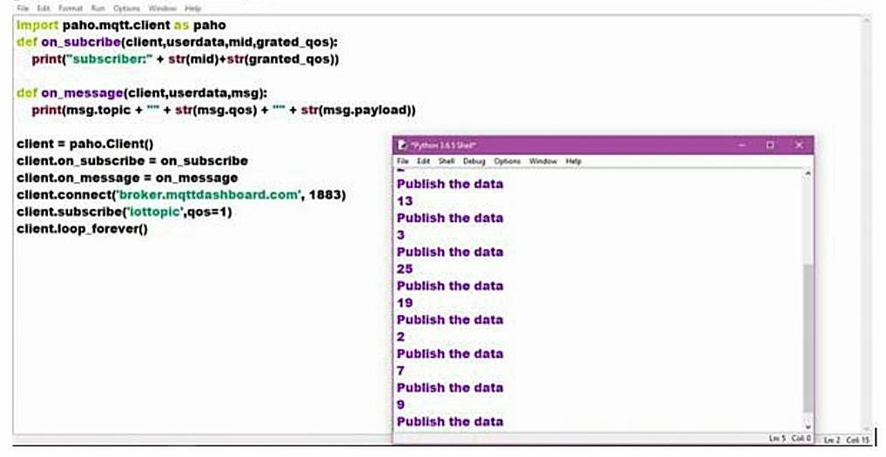 File Edit Format Run Options Window Help
Import paho.mqtt.client as paho
def on_subcribe(client,userdata,mid,grated_qos):
print("subscriber:" + str(mid)+str(granted_qos))
def on_message(client,userdata,msg):
print(msg.topic + "" + str(msg.qos) + "" + str(msg.payload))
client = paho.Client()
client.on_subscribe = on_subscribe
client.on_message = on_message
client.connect('broker.mqttdashboard.com', 1883)
client.subscribe('iottopic',qos=1)
client.loop_forever()
*Python 3.6.5 Shell*
File Edit Shell Debug Options Window Help
Publish the data
13
Publish the data
3
Publish the data
25
Publish the data
19
Publish the data
2
Publish the data
7
Publish the data
9
Publish the data
Ln: 5 Col: 0
Ln: 2 Col: 15